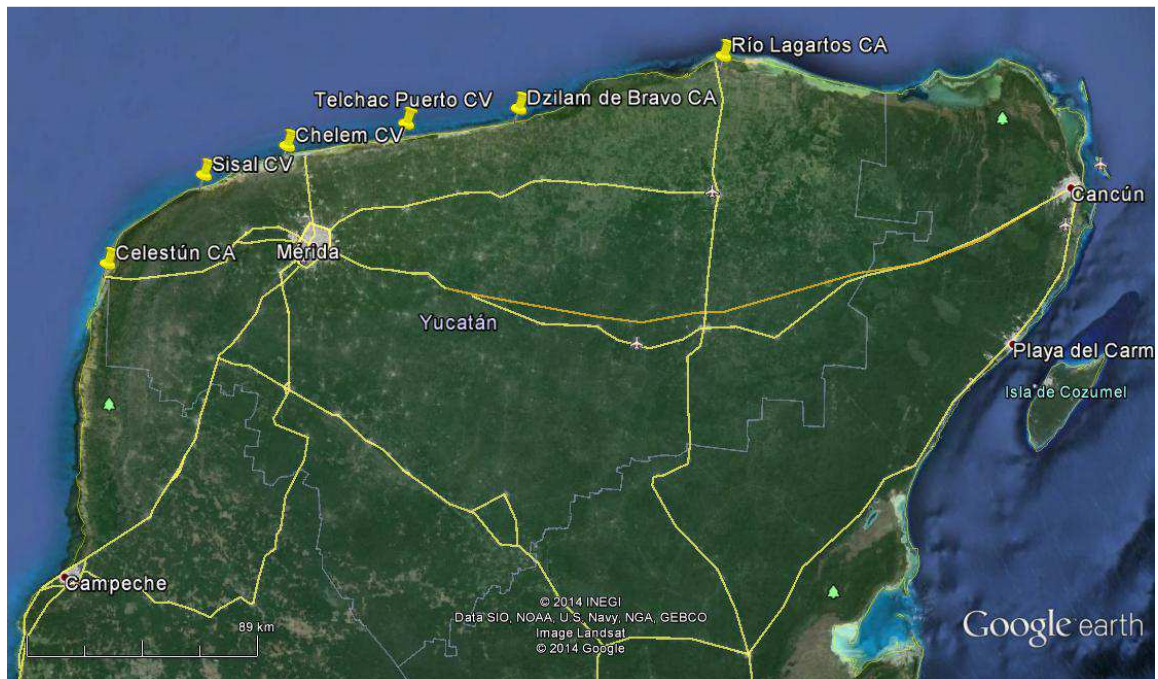 Río Lagartos CA
Telchac Puerto CV
Dzilam de Bravo CA
Chelem CV
Sisal CV
Cancún
Celestún CA
Mérida
Yucatán
Playa del Carm
Isla de Cozumel
Campeche
89 km
© 2014 INEGI
Data SIO, NOAA, U.S. Navy, NGA, GEBCO
Image Landsat
© 2014 Google
Google earth